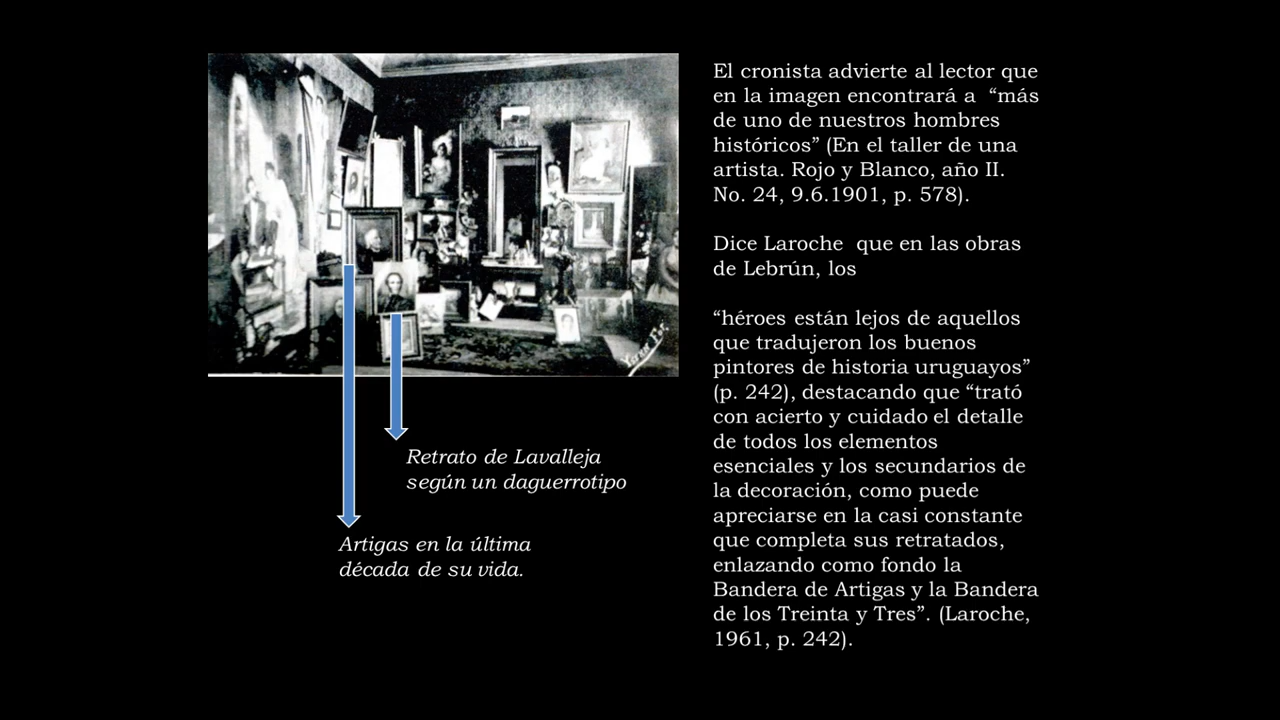 El cronista advierte al lector que
en la imagen encontrará a “más
de uno de nuestros hombres
históricos” (En el taller de una
artista. Rojo y Blanco, año II.
No. 24, 9.6.1901, p. 578).
Dice Laroche que en las obras
de Lebrún, los
“héroes están lejos de aquellos
que tradujeron los buenos
pintores de historia uruguayos”
(p. 242), destacando que “trató
con acierto y cuidado el detalle
de todos los elementos
esenciales y los secundarios de
la decoración, como puede
apreciarse en la casi constante
que completa sus retratados,
enlazando como fondo la
Bandera de Artigas y la Bandera
de los Treinta y Tres”. (Laroche,
1961, p. 242).
Retrato de Lavalleja
según un daguerrotipo
Artigas en la última
década de su vida.